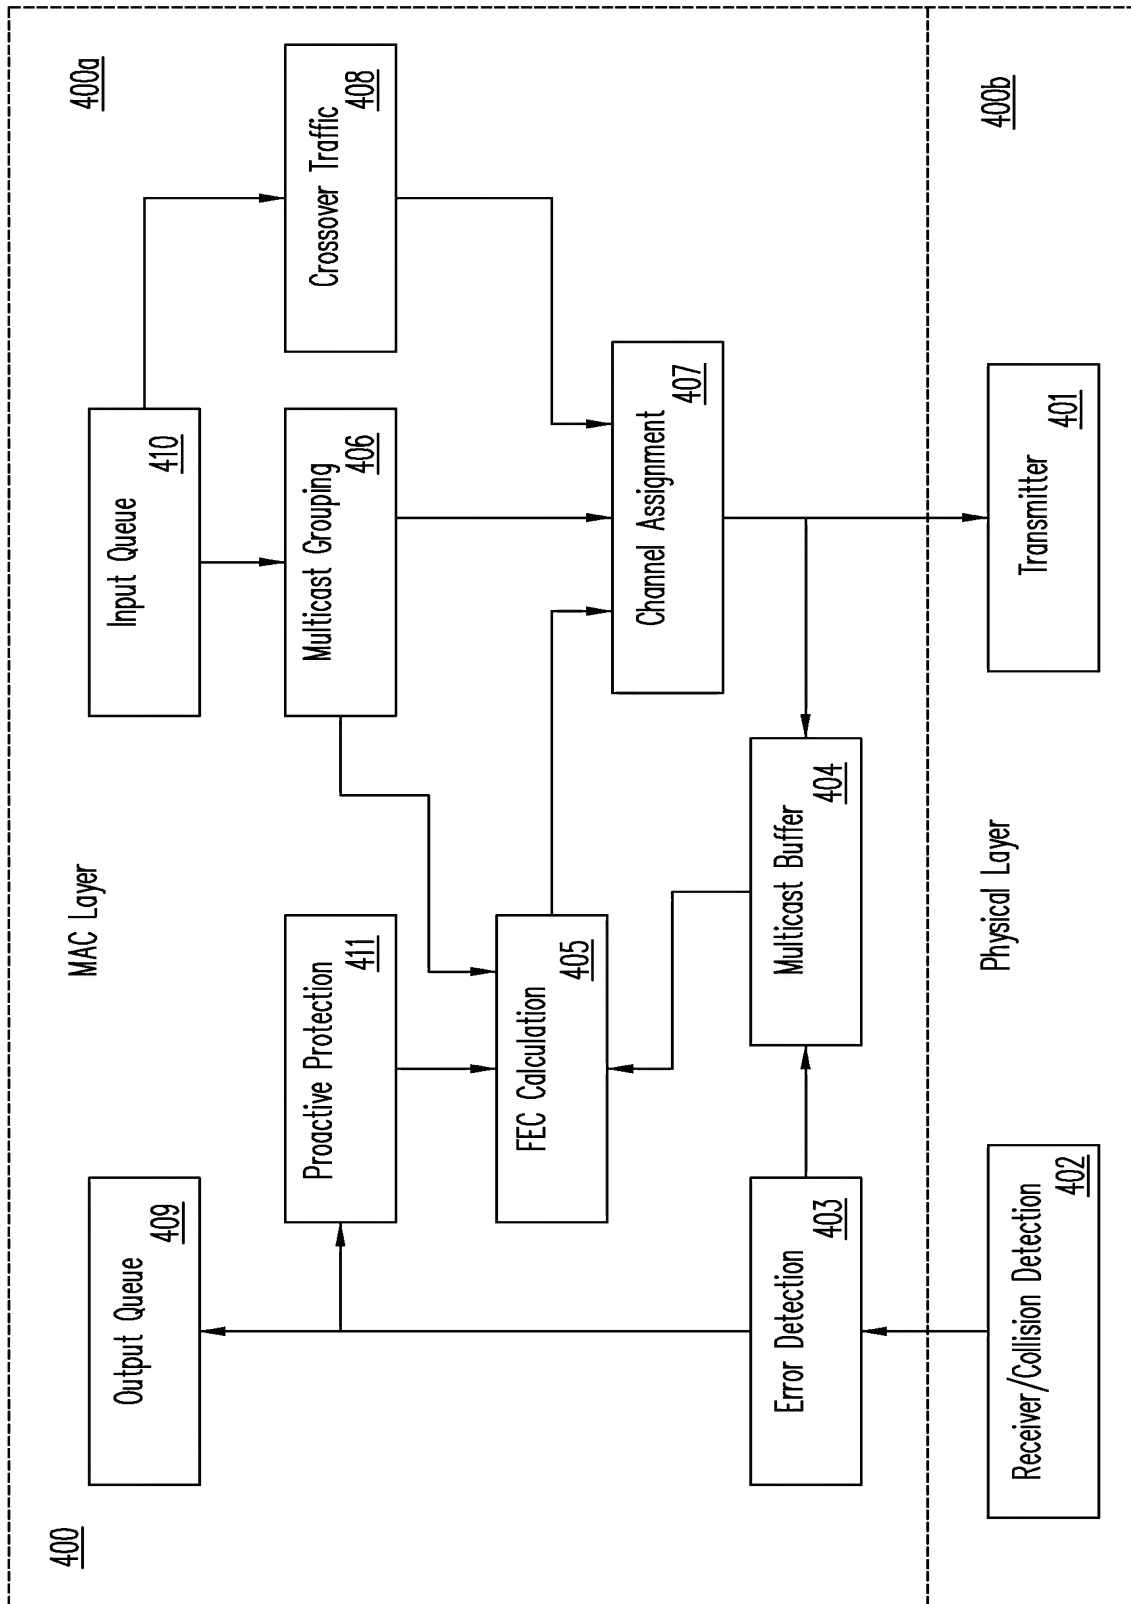 400
MAC Layer
400a
Output Queue
409
Input Queue
410
Proactive Protection
411
Multicast Grouping
406
Crossover Traffic
408
FEC Calculation
405
Channel Assignment
407
Error Detection
403
Multicast Buffer
404
Receiver/Collision Detection
402
Physical Layer
Transmitter
401
400b